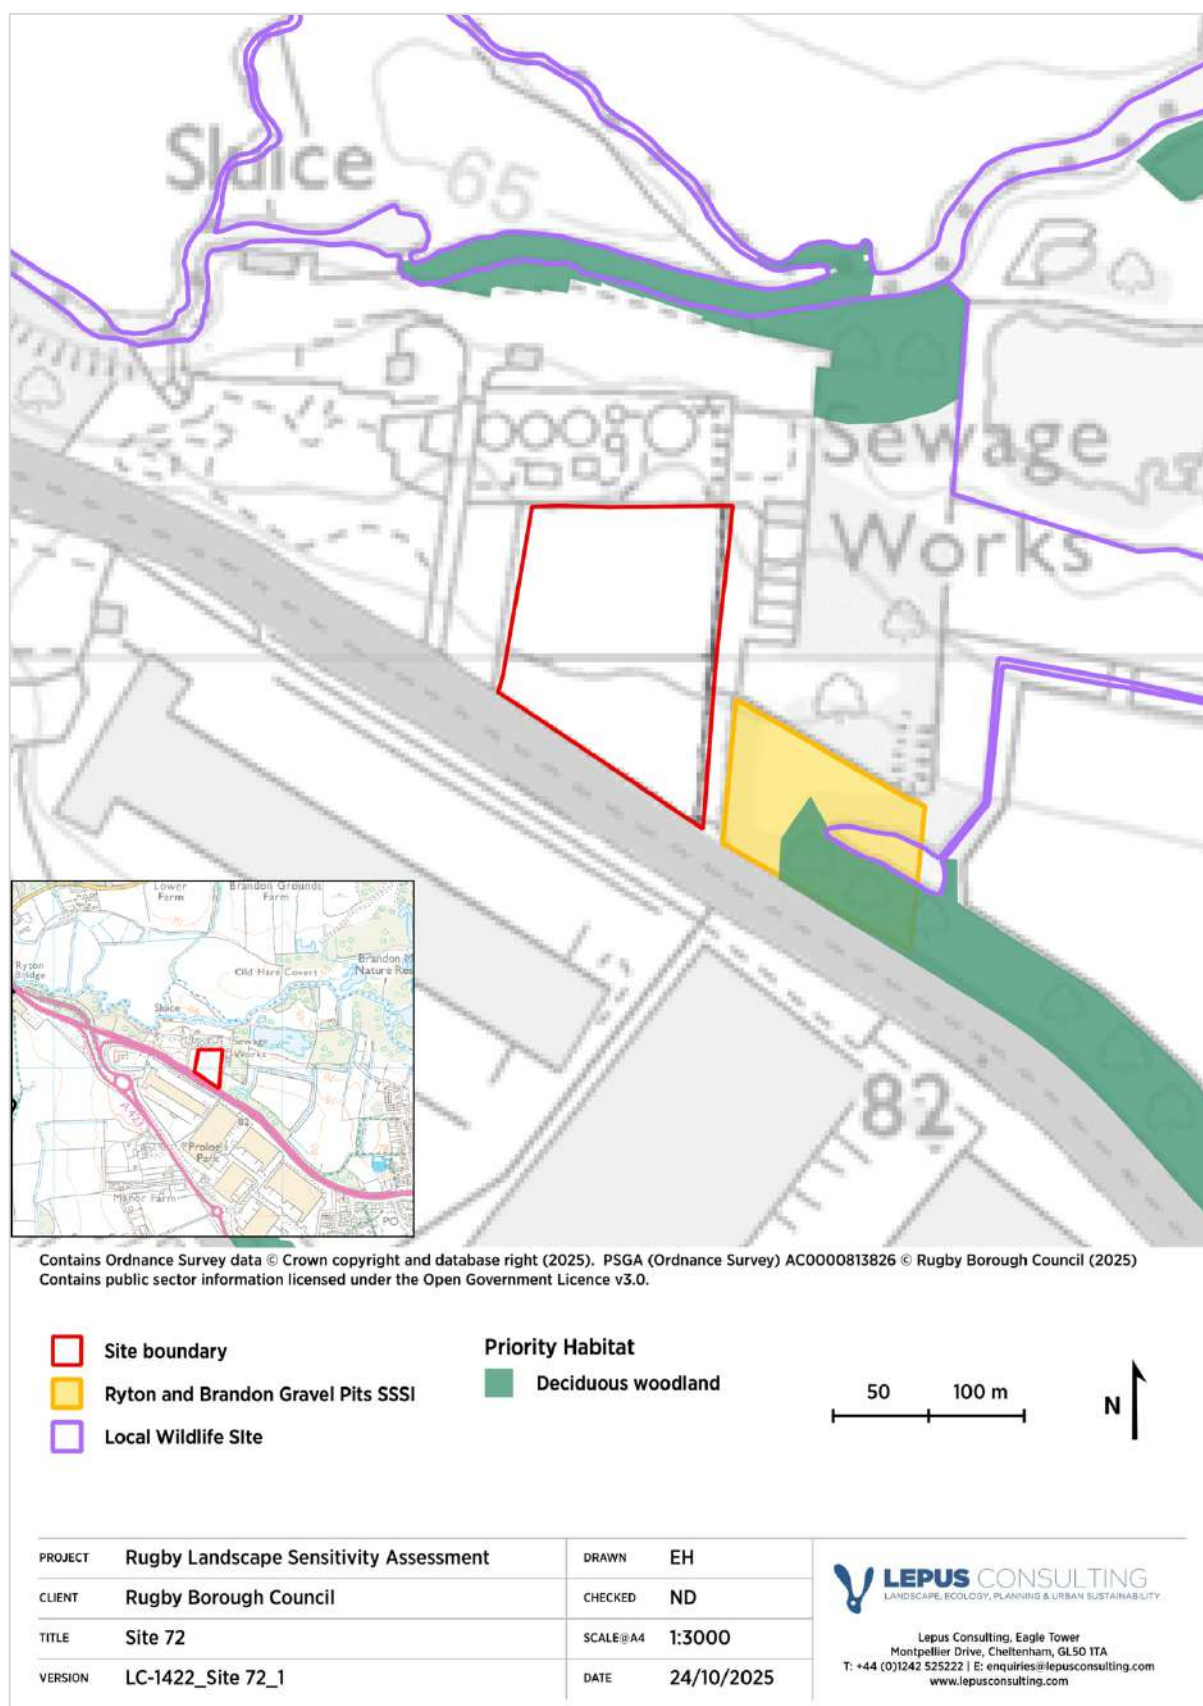 Sluice
65
Sewage
Works
82
Lower
Farm
Brandon Grounds
Farm
Ryton
Bridge
Old Hare Covert
Brandon
Nature Res
Sluice
Sewage
Works
82
A 423
Prologis
Park
Manor Farm
PO
Contains Ordnance Survey data © Crown copyright and database right (2025). PSGA (Ordnance Survey) AC0000813826 © Rugby Borough Council (2025)
Contains public sector information licensed under the Open Government Licence v3.0.
Site boundary
Ryton and Brandon Gravel Pits SSSI
Local Wildlife SIte
Priority Habitat
Deciduous woodland
50 100 m
N
PROJECT Rugby Landscape Sensitivity Assessment
CLIENT Rugby Borough Council
TITLE Site 72
VERSION LC-1422_Site 72_1
DRAWN EH
CHECKED ND
SCALE@A4 1:3000
DATE 24/10/2025
LEPUS CONSULTING
LANDSCAPE, ECOLOGY, PLANNING & URBAN SUSTAINABILITY
Lepus Consulting, Eagle Tower
Montpellier Drive, Cheltenham, GL50 1TA
T: +44 (0)1242 525222 | E: enquiries@lepusconsulting.com
www.lepusconsulting.com